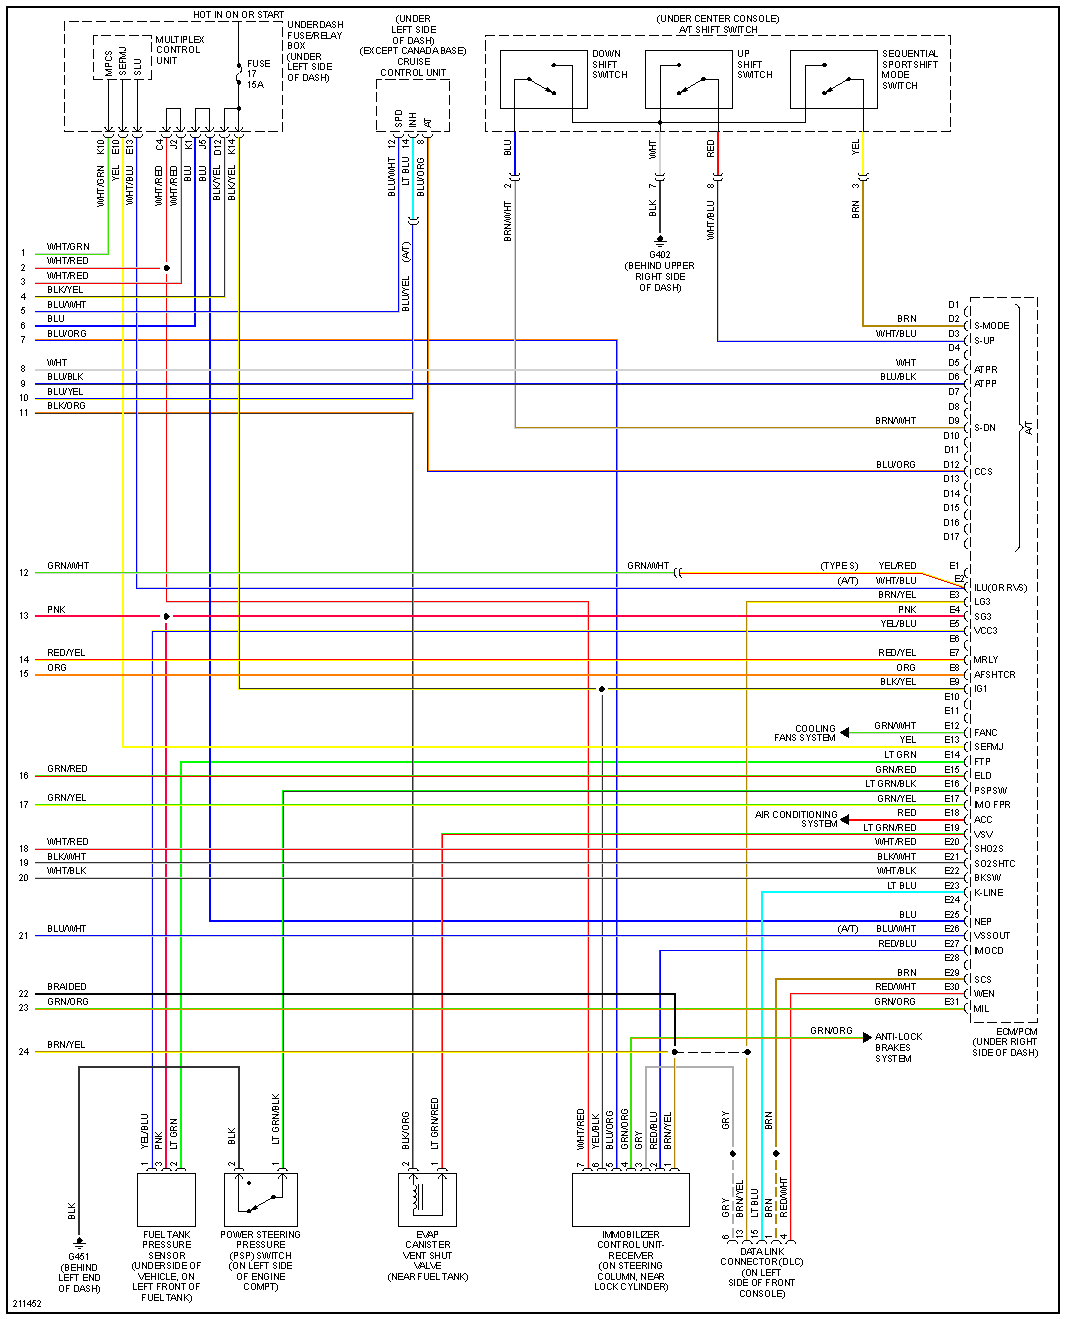 HOT IN ON OR START
UNDERDASH
FUSE/RELAY
BOX
(UNDER
LEFT SIDE
OF DASH)
MULTIPLEX
CONTROL
UNIT
MPCS
SEFMJ
SLU
FUSE
17
15A
K10
E10
E13
C4
J2
K1
J5
D12
K14
WHT/GRN
YEL
WHT/BLU
WHT/RED
WHT/RED
BLU
BLU
BLK/YEL
BLK/YEL
(UNDER
LEFT SIDE
OF DASH)
(EXCEPT CANADA BASE)
CRUISE
CONTROL UNIT
SPD
INH
AT
12
14
8
BLU/WHT
LT BLU
BLU/ORG
(A/T)
BLU/YEL
(UNDER CENTER CONSOLE)
A/T SHIFT SWITCH
DOWN
SHIFT
SWITCH
UP
SHIFT
SWITCH
SEQUENTIAL
SPORTSHIFT
MODE
SWITCH
BLU
WHT
RED
YEL
2
7
8
3
BRN/WHT
BLK
WHT/BLU
BRN
G402
(BEHIND UPPER
RIGHT SIDE
OF DASH)
1 WHT/GRN
2 WHT/RED
3 WHT/RED
4 BLK/YEL
5 BLU/WHT
6 BLU
7 BLU/ORG
8 WHT
9 BLU/BLK
10 BLU/YEL
11 BLK/ORG
12 GRN/WHT
13 PNK
14 RED/YEL
15 ORG
16 GRN/RED
17 GRN/YEL
18 WHT/RED
19 BLK/WHT
20 WHT/BLK
21 BLU/WHT
22 BRAIDED
23 GRN/ORG
24 BRN/YEL
D1
BRN D2 S-MODE
WHT/BLU D3 S-UP
D4
WHT D5 ATPR
BLU/BLK D6 ATPP
D7
D8
BRN/WHT D9 S-DN
D10
D11
BLU/ORG D12 CCS
D13
D14
D15
D16
D17
A/T
GRN/WHT (TYPE S) YEL/RED E1
(A/T) WHT/BLU E2 ILU(OR RVS)
BRN/YEL E3 LG3
PNK E4 SG3
YEL/BLU E5 VCC3
E6
RED/YEL E7 MRLY
ORG E8 AFSHTCR
BLK/YEL E9 IG1
E10
E11
COOLING
FANS SYSTEM
GRN/WHT E12 FANC
YEL E13 SEFMJ
LT GRN E14 FTP
GRN/RED E15 ELD
LT GRN/BLK E16 PSPSW
GRN/YEL E17 IMO FPR
AIR CONDITIONING
SYSTEM
RED E18 ACC
LT GRN/RED E19 VSV
WHT/RED E20 SHO2S
BLK/WHT E21 SO2SHTC
WHT/BLK E22 BKSW
LT BLU E23 K-LINE
E24
BLU E25 NEP
(A/T) BLU/WHT E26 VSSOUT
RED/BLU E27 IMOCD
E28
BRN E29 SCS
RED/WHT E30 WEN
GRN/ORG E31 MIL
ECM/PCM
(UNDER RIGHT
SIDE OF DASH)
GRN/ORG
ANTI-LOCK
BRAKES
SYSTEM
BLK
G451
(BEHIND
LEFT END
OF DASH)
YEL/BLU
PNK
LT GRN
1
3
2
FUEL TANK
PRESSURE
SENSOR
(UNDERSIDE OF
VEHICLE, ON
LEFT FRONT OF
FUEL TANK)
BLK
LT GRN/BLK
2
1
POWER STEERING
PRESSURE
(PSP) SWITCH
(ON LEFT SIDE
OF ENGINE
COMPT)
BLK/ORG
LT GRN/RED
2
1
EVAP
CANISTER
VENT SHUT
VALVE
(NEAR FUEL TANK)
WHT/RED
YEL/BLK
BLU/ORG
GRN/ORG
GRY
RED/BLU
BRN/YEL
7
6
5
4
3
2
1
IMMOBILIZER
CONTROL UNIT-
RECEIVER
(ON STEERING
COLUMN, NEAR
LOCK CYLINDER)
GRY
BRN
GRY
BRN/YEL
LT BLU
BRN
RED/WHT
6
13
15
1
4
DATA LINK
CONNECTOR (DLC)
(ON LEFT
SIDE OF FRONT
CONSOLE)
211452